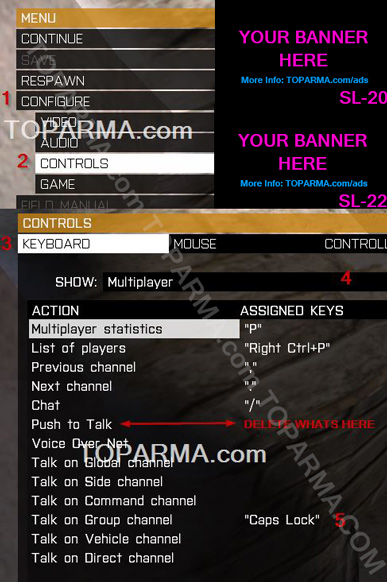 MENU
CONTINUE
SAVE
RESPAWN
1 CONFIGURE
VIDEO
TOPARMA.com
AUDIO
2 CONTROLS
GAME
FIELD MANUAL
YOUR BANNER
HERE
More Info: TOPARMA.com/ads
SL-20
YOUR BANNER
HERE
More Info: TOPARMA.com/ads
SL-22
CONTROLS
3 KEYBOARD MOUSE CONTROLL
SHOW: Multiplayer 4
ACTION ASSIGNED KEYS
Multiplayer statistics "P"
List of players "Right Ctrl+P"
Previous channel ","
Next channel "."
Chat "/"
Push to Talk DELETE WHATS HERE
Voice Over Net
TOPARMA.com
Talk on Global channel
Talk on Side channel
Talk on Command channel
Talk on Group channel "Caps Lock" 5
Talk on Vehicle channel
Talk on Direct channel
TOPARMA.com
TOPARMA.com